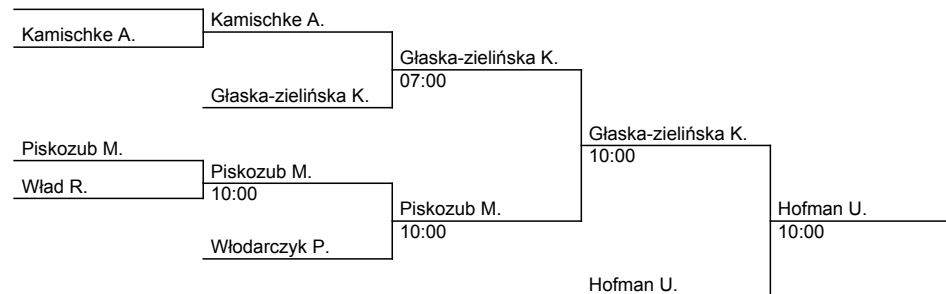 Kamischke A.
Kamischke A.
Głaska-zielińska K.
07:00
Głaska-zielińska K.
Głaska-zielińska K.
10:00
Piskozub M.
Wład R.
Piskozub M.
10:00
Piskozub M.
10:00
Włodarczyk P.
Hofman U.
10:00
Hofman U.